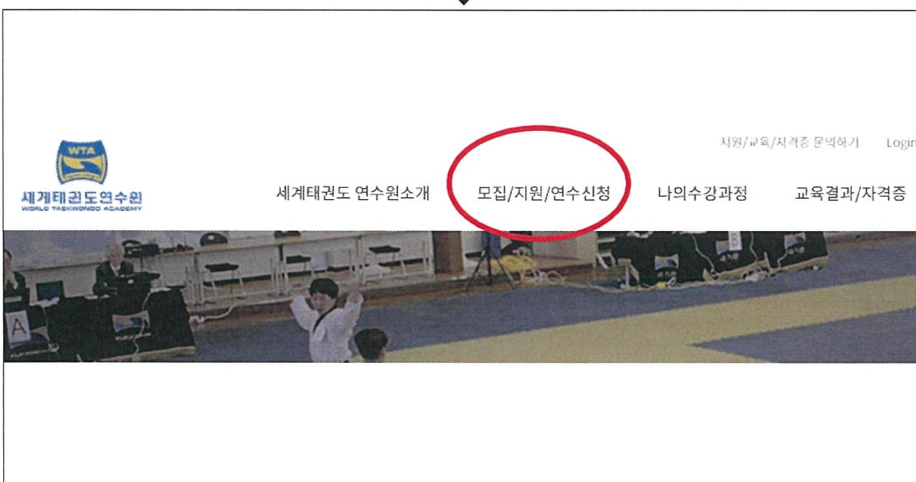 지원/교육/자격증 문의하기 Login
WTA
세계태권도연수원
WORLD TAEKWONDO ACADEMY
세계태권도 연수원소개 모집/지원/연수신청 나의수강과정 교육결과/자격증
A